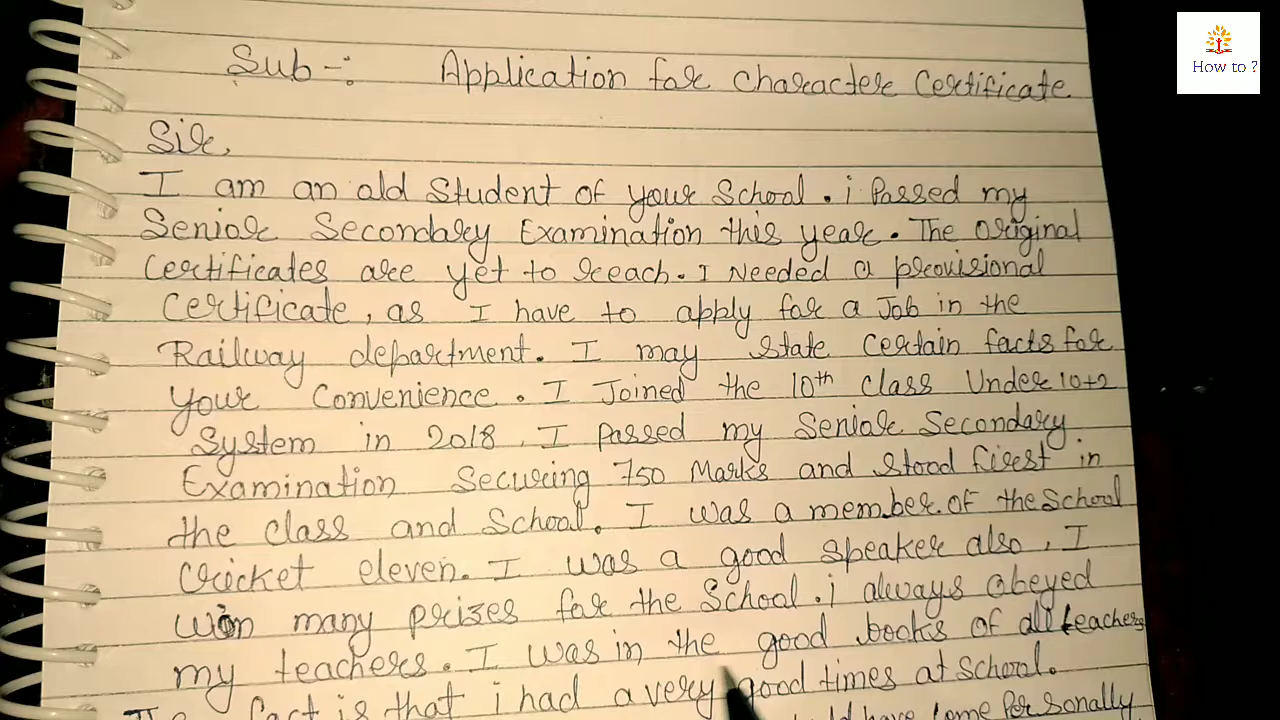 How to ?
Sub-: Application for Character Certificate
Sir,
I am an old Student of your School. i Passed my
Senior Secondary Examination this year. The original
Certificates are yet to reach. I Needed a provisional
Certificate, as I have to apply for a Job in the
Railway department. I may state certain facts for
your Convenience. I Joined the 10th Class Under 10+2
System in 2018. I passed my Senior Secondary
Examination Securing 750 Marks and stood first in
the class and School. I was a member of the School
Cricket eleven. I was a good speaker also, I
won many prizes for the School. i always obeyed
my teachers. I was in the good books of all teachers
fact is that i had a very good times at School.
have come Personally